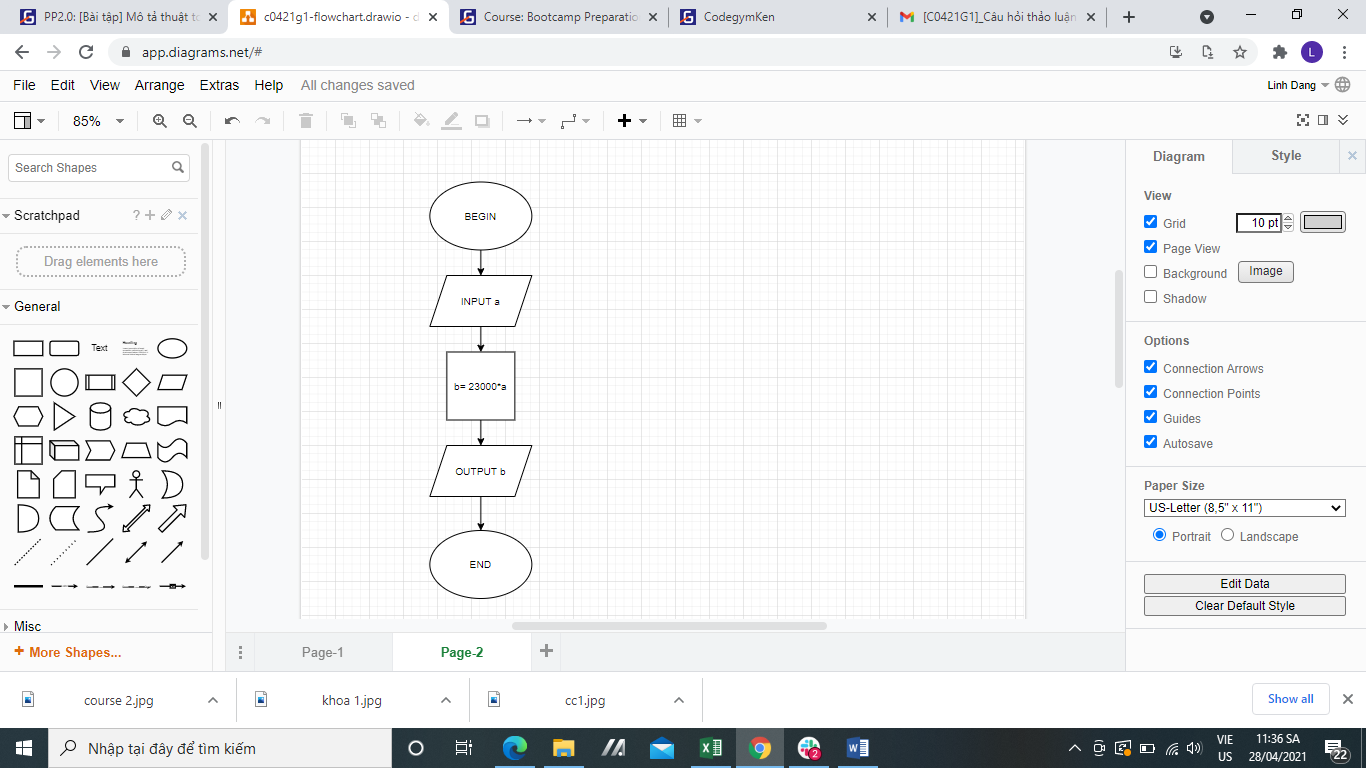 PP2.0: [Bài tập] Mô tả thuật to
c0421g1-flowchart.drawio - d
Course: Bootcamp Preparatio
CodegymKen
[C0421G1]_Câu hỏi thảo luận
app.diagrams.net/#
L
File Edit View Arrange Extras Help All changes saved
Linh Dang
85%
Search Shapes
Scratchpad
?
Drag elements here
General
Text
Heading
Misc
+ More Shapes...
BEGIN
INPUT a
b= 23000*a
OUTPUT b
END
Page-1
Page-2
Diagram
Style
View
Grid
10 pt
Page View
Background
Image
Shadow
Options
Connection Arrows
Connection Points
Guides
Autosave
Paper Size
US-Letter (8,5" x 11")
Portrait
Landscape
Edit Data
Clear Default Style
course 2.jpg
khoa 1.jpg
cc1.jpg
Show all
Nhập tại đây để tìm kiếm
2
VIE
US
11:36 SA
28/04/2021
22